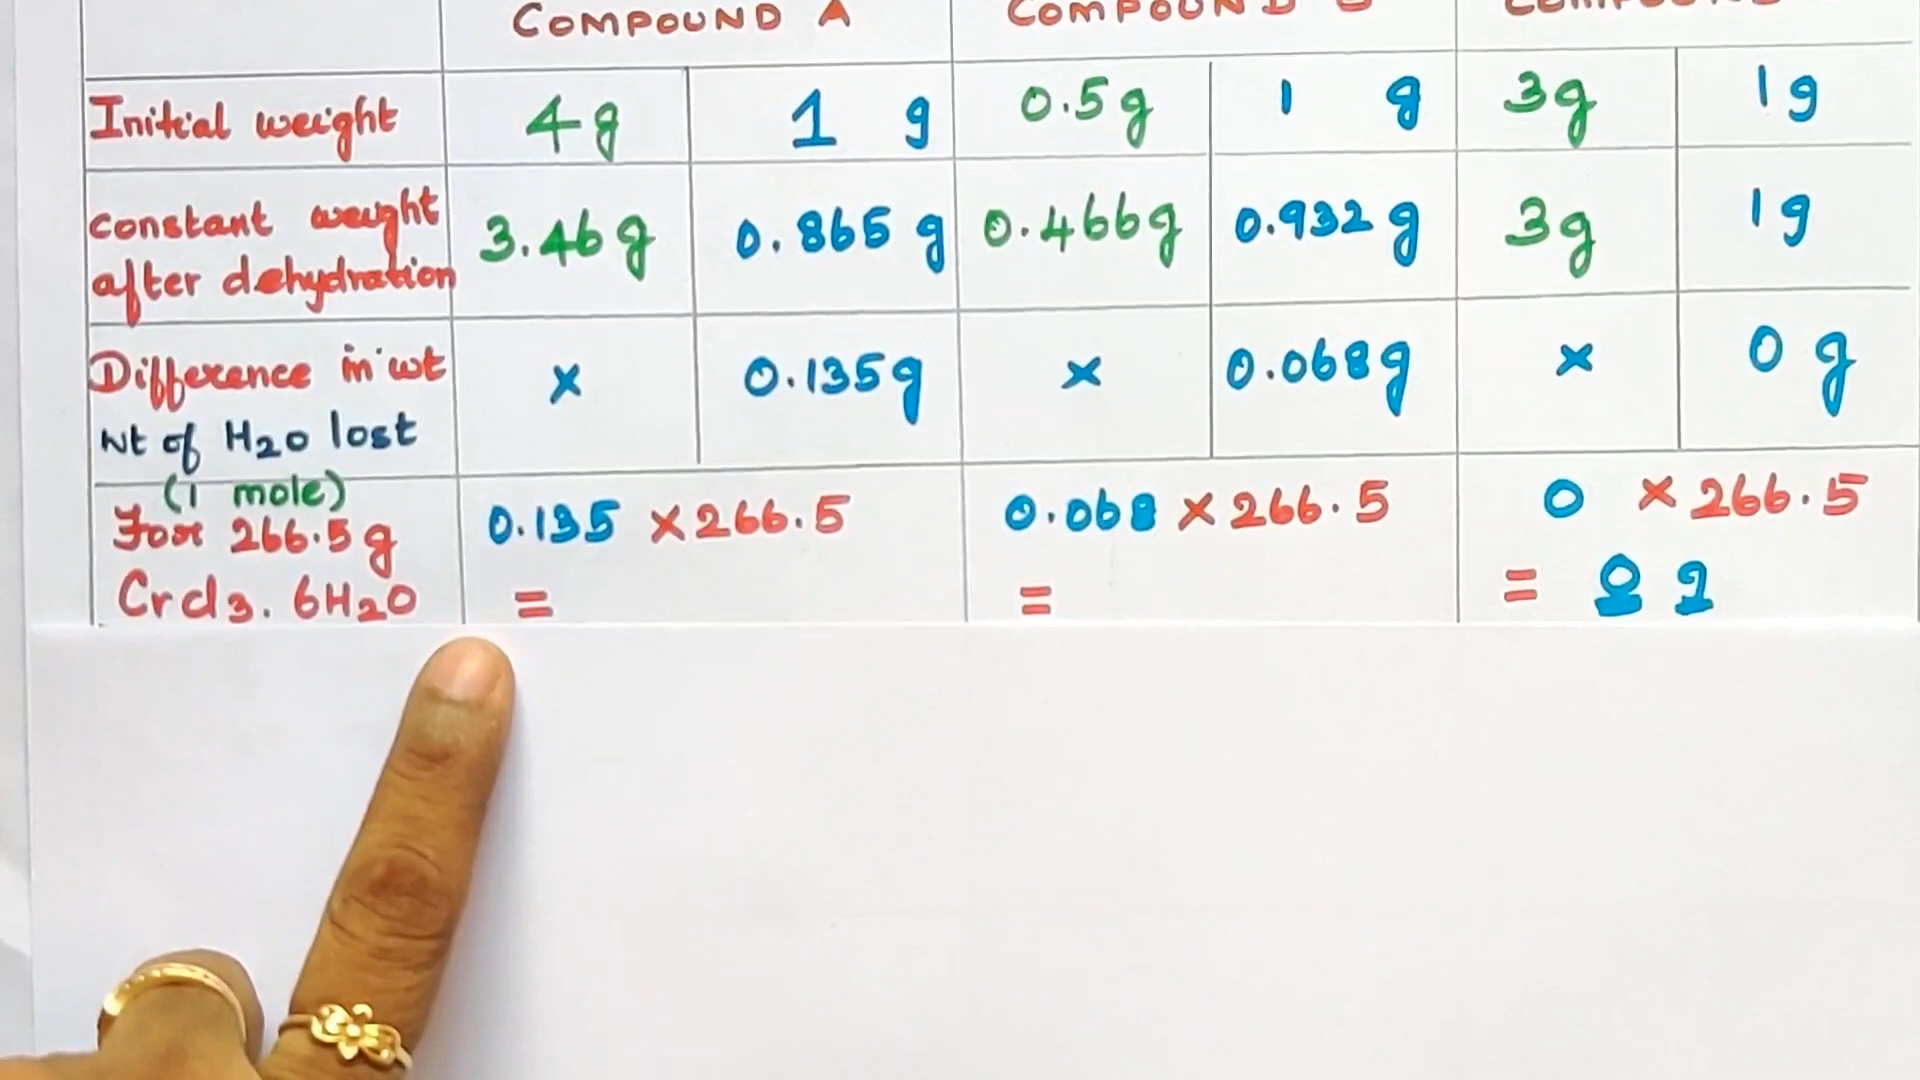 COMPOUND A COMPOUND
Initial weight 4g 1 g 0.5g 1 g 3g 1g
constant weight after dehydration 3.46g 0.865 g 0.466g 0.932g 3g 1g
Difference in wt
Wt of H2O lost x 0.135g x 0.068g x 0 g
(1 mole)
For 266.5g 0.135 x 266.5 0.068 x 266.5 0 x 266.5
CrCl3. 6H2O = = =